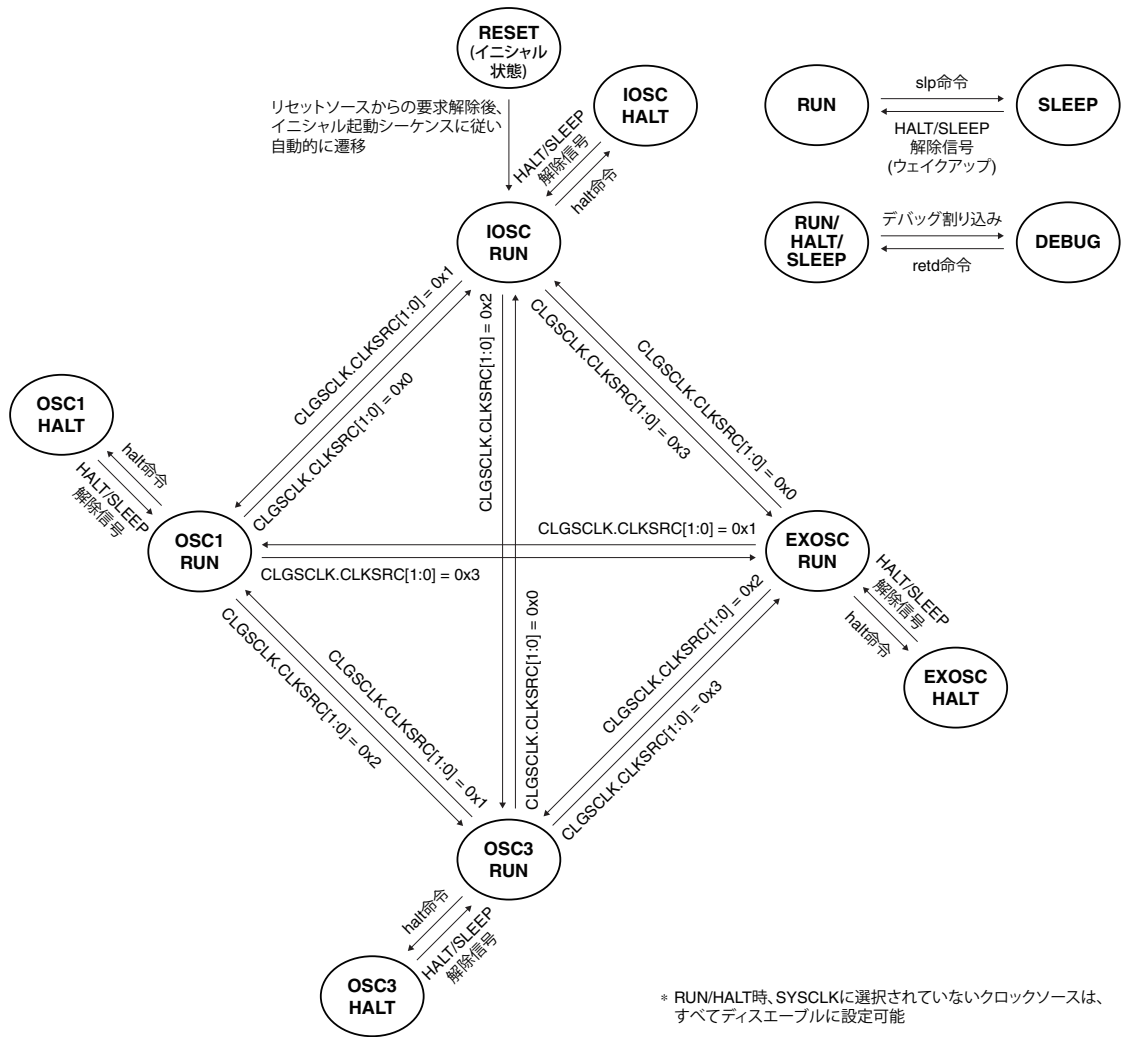 RESET
(イニシャル
状態)
リセットソースからの要求解除後、
イニシャル起動シーケンスに従い
自動的に遷移
IOSC
HALT
HALT/SLEEP
解除信号
halt命令
IOSC
RUN
RUN
slp命令
SLEEP
HALT/SLEEP
解除信号
(ウェイクアップ)
RUN/
HALT/
SLEEP
デバッグ割り込み
DEBUG
retd命令
CLGSCLK.CLKSRC[1:0] = 0x1
CLGSCLK.CLKSRC[1:0] = 0x0
CLGSCLK.CLKSRC[1:0] = 0x2
CLGSCLK.CLKSRC[1:0] = 0x0
CLGSCLK.CLKSRC[1:0] = 0x3
CLGSCLK.CLKSRC[1:0] = 0x0
OSC1
HALT
halt命令
HALT/SLEEP
解除信号
OSC1
RUN
CLGSCLK.CLKSRC[1:0] = 0x1
CLGSCLK.CLKSRC[1:0] = 0x3
EXOSC
RUN
HALT/SLEEP
解除信号
halt命令
EXOSC
HALT
CLGSCLK.CLKSRC[1:0] = 0x1
CLGSCLK.CLKSRC[1:0] = 0x2
CLGSCLK.CLKSRC[1:0] = 0x2
CLGSCLK.CLKSRC[1:0] = 0x3
OSC3
RUN
halt命令
HALT/SLEEP
解除信号
OSC3
HALT
* RUN/HALT時、SYSCLKに選択されていないクロックソースは、
すべてディスエーブルに設定可能